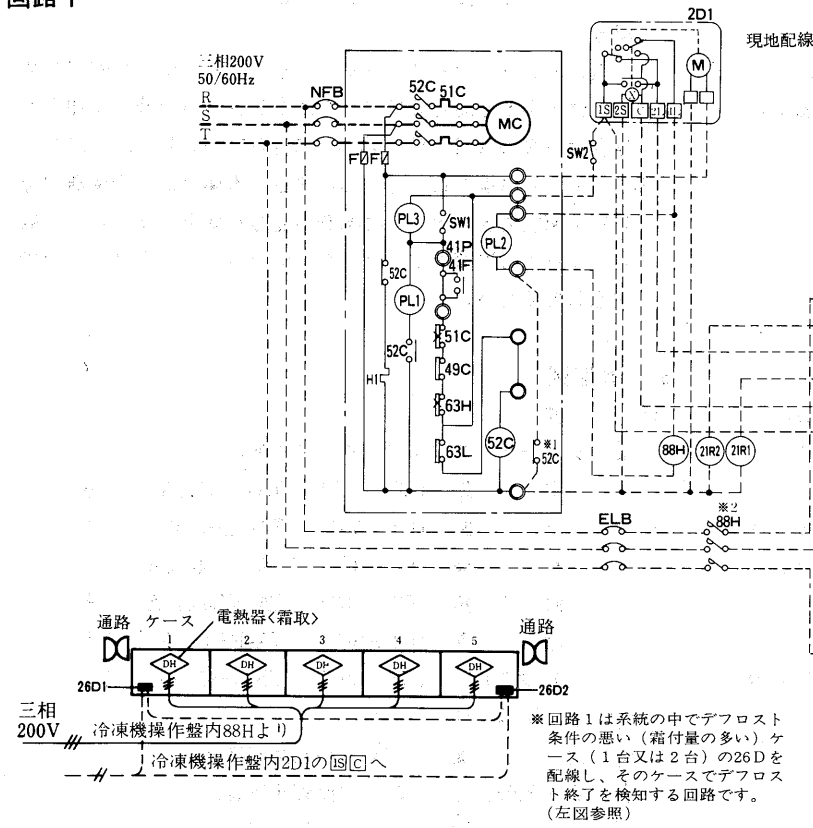 三相200V
50/60Hz
R
S
T
NFB
52C
51C
MC
2D1
現地配線
M
1S
2S
SW2
F
F
PL3
SW1
PL2
41P
41F
52C
PL1
51C
52C
49C
H1
63H
63L
52C
※1
52C
88H
21R2
21R1
ELB
※2
88H
通路
ケース
電熱器<霜取>
通路
1
2
3
4
5
DH
DH
DH
DH
DH
26D1
26D2
三相
200V
冷凍機操作盤内88Hより
冷凍機操作盤内2D1の1S Cへ
※回路1は系統の中でデフロスト
条件の悪い（霜付量の多い）ケ
ース（1台又は2台）の26Dを
配線し、そのケースでデフロス
ト終了を検知する回路です。
（左図参照）